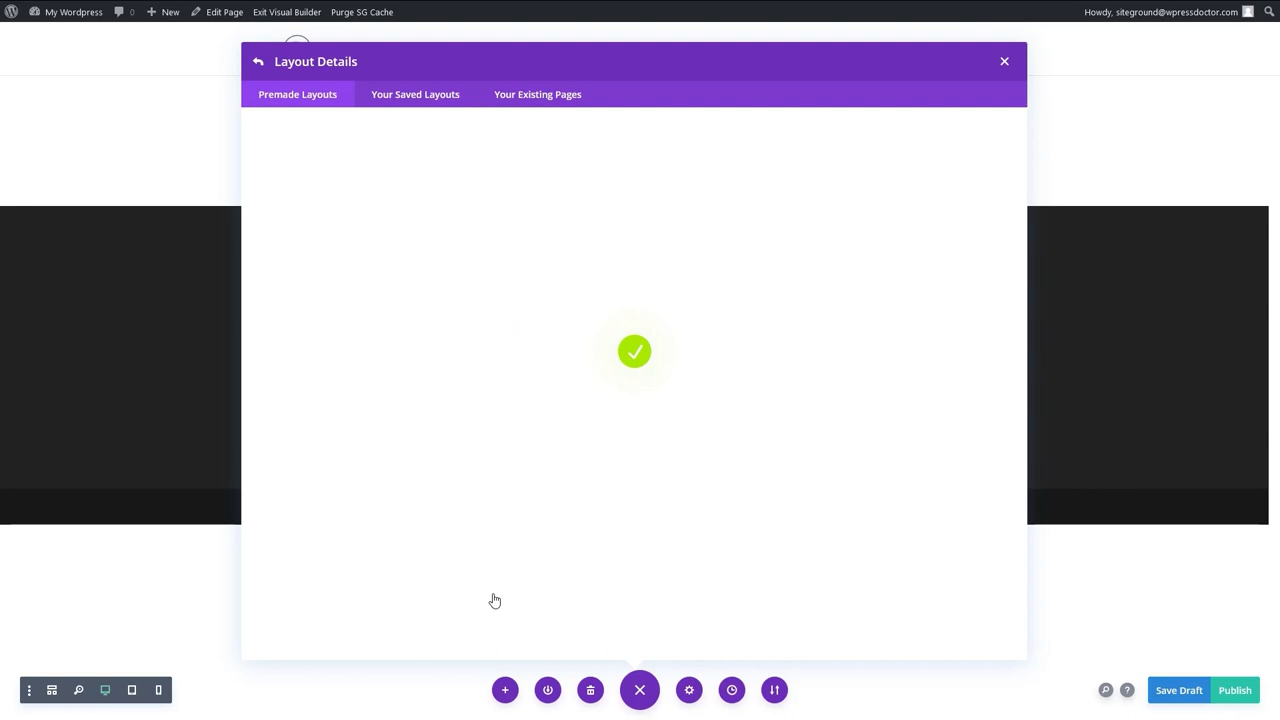 My Wordpress
0
New
Edit Page
Exit Visual Builder
Purge SG Cache
Howdy, siteground@wpressdoctor.com
Layout Details
Premade Layouts
Your Saved Layouts
Your Existing Pages
?
Save Draft
Publish